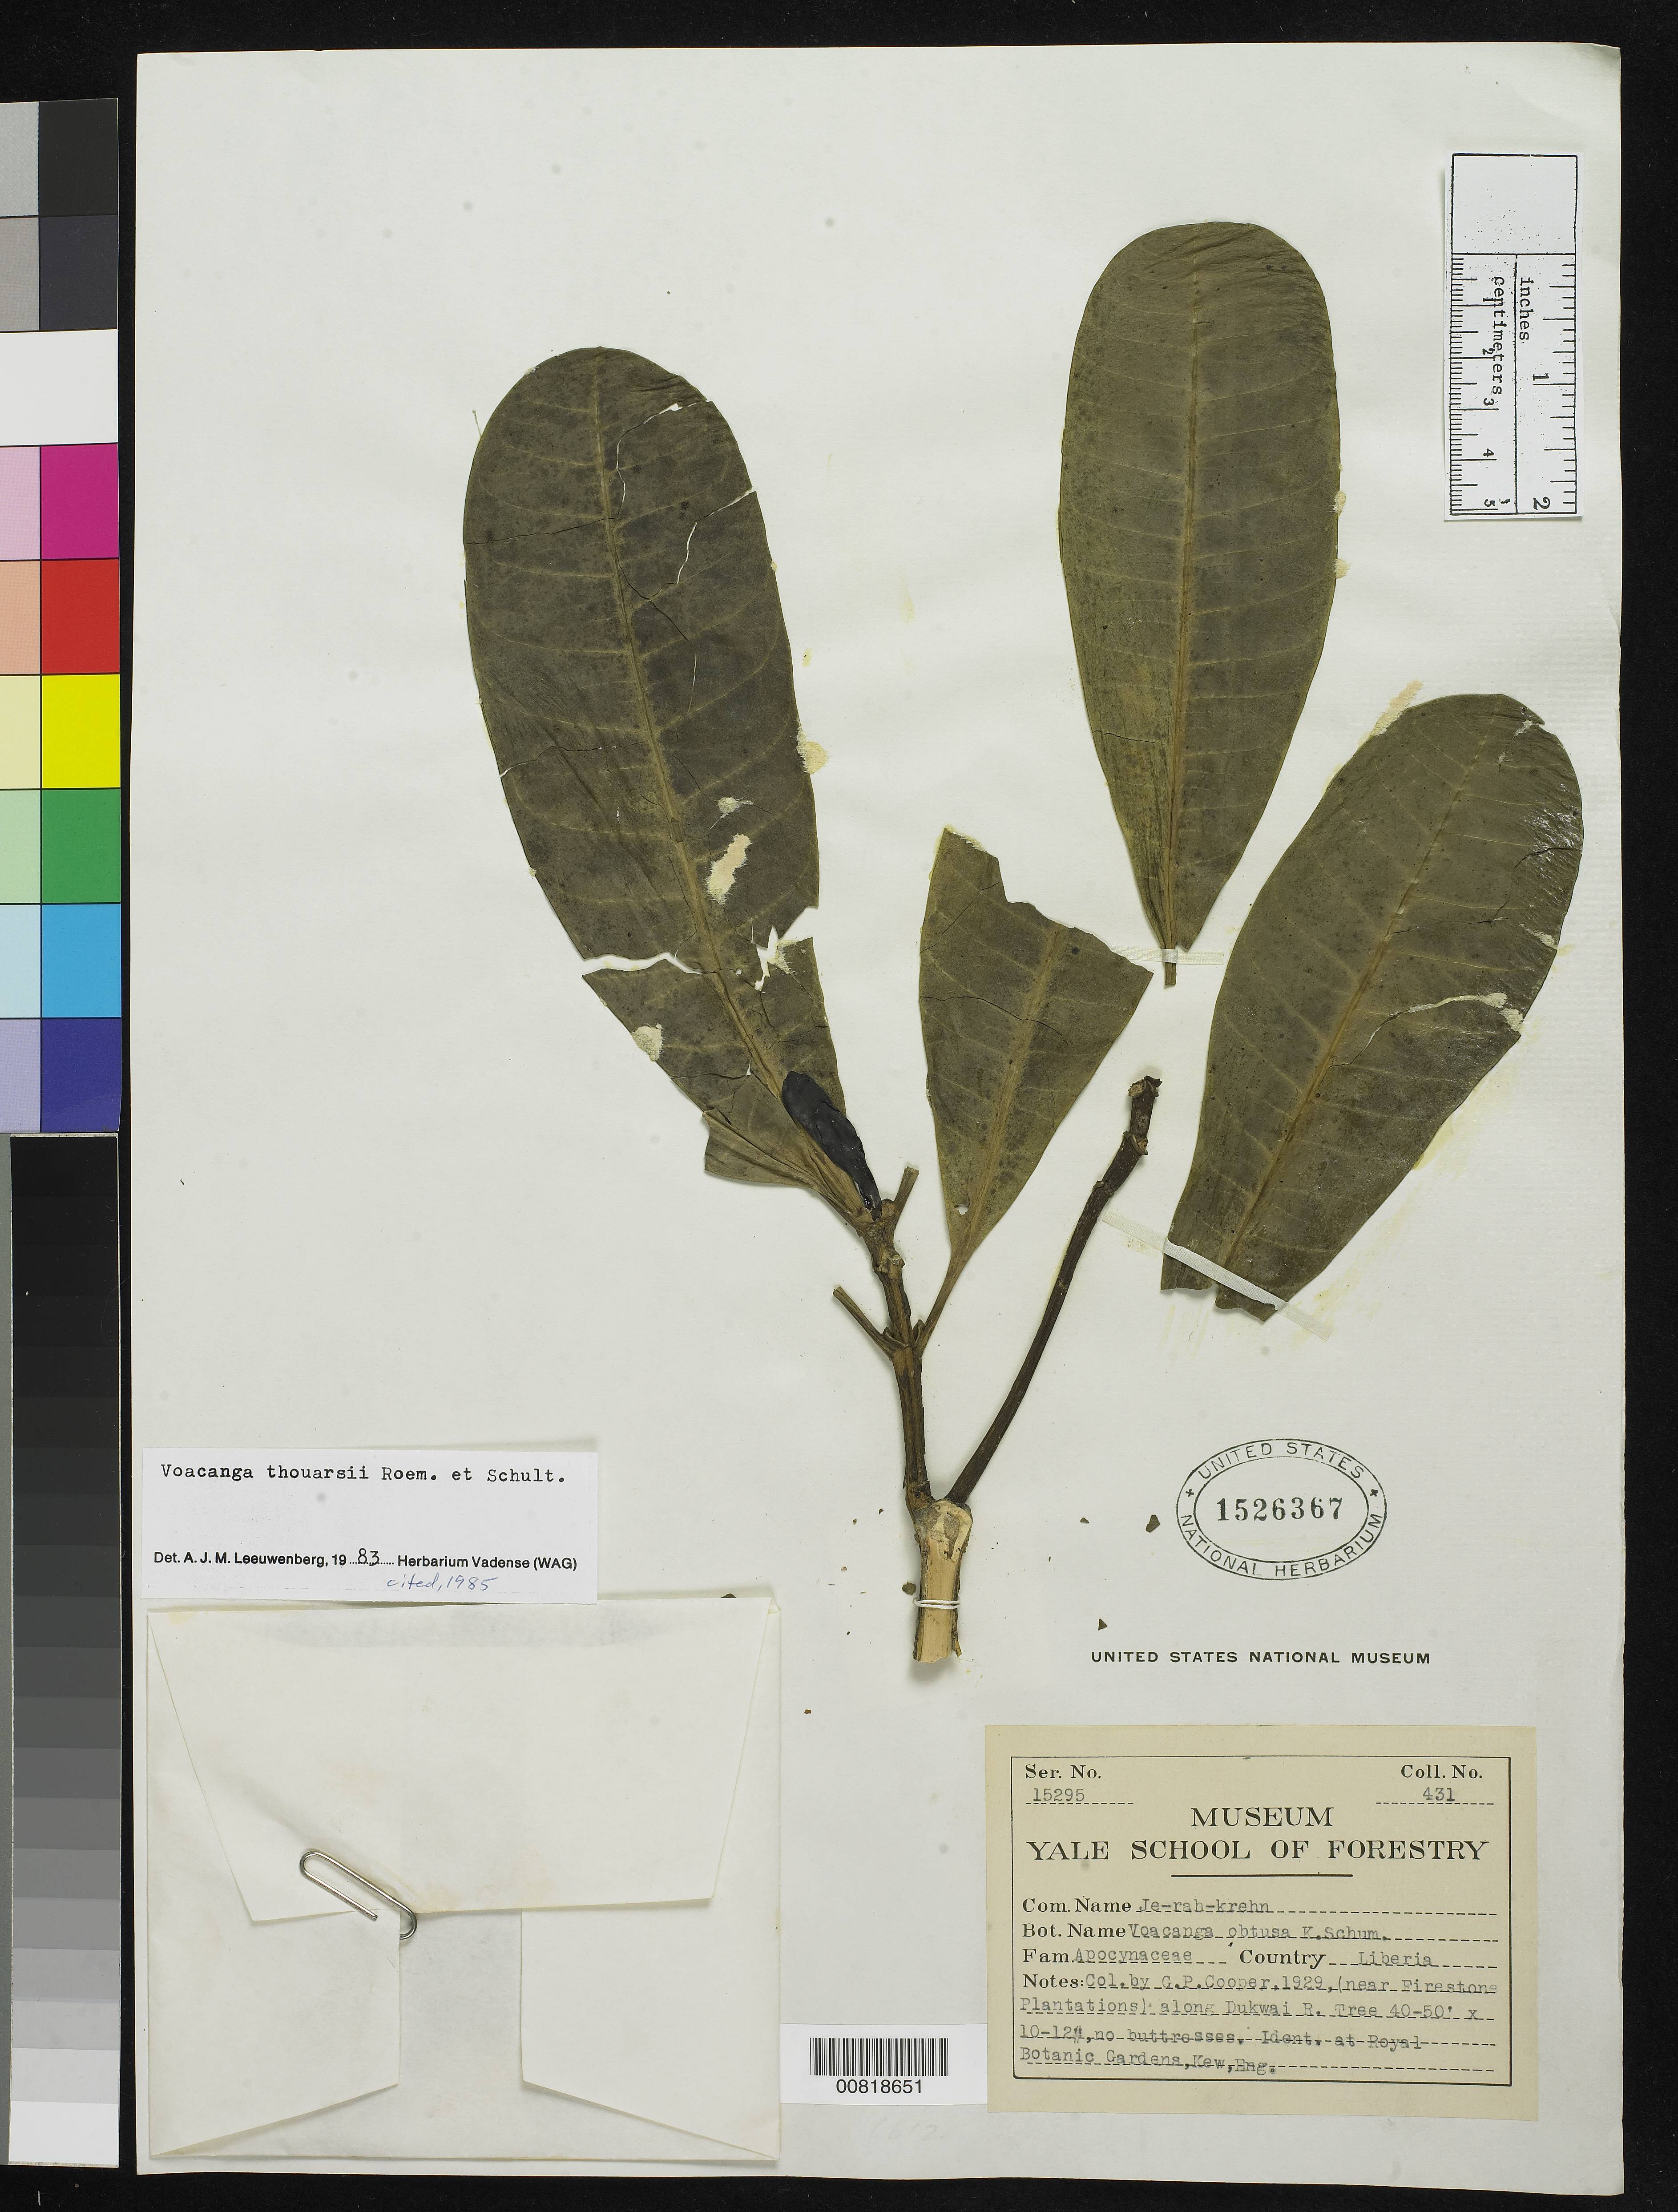 inches
centimeters
1
2
3
4
5
1
2
UNITED STATES
1526367
NATIONAL HERBARIUM
UNITED STATES NATIONAL MUSEUM
Voacanga thouarsii Roem. et Schult.
Det. A. J. M. Leeuwenberg, 1983 Herbarium Vadense (WAG)
cited, 1985
Ser. No. Coll. No.
15295 431
MUSEUM
YALE SCHOOL OF FORESTRY
Com. Name Je-rah-krehn
Bot. Name Voacanga obtusa K.Schum.
Fam. Apocynaceae Country Liberia
Notes: Col. by G.P.Cooper, 1929, (near Firestone
Plantations) along Dukwai R. Tree 40-50' x
10-12", no buttresses. Ident. at Royal
Botanic Gardens, Kew, Eng.
00818651